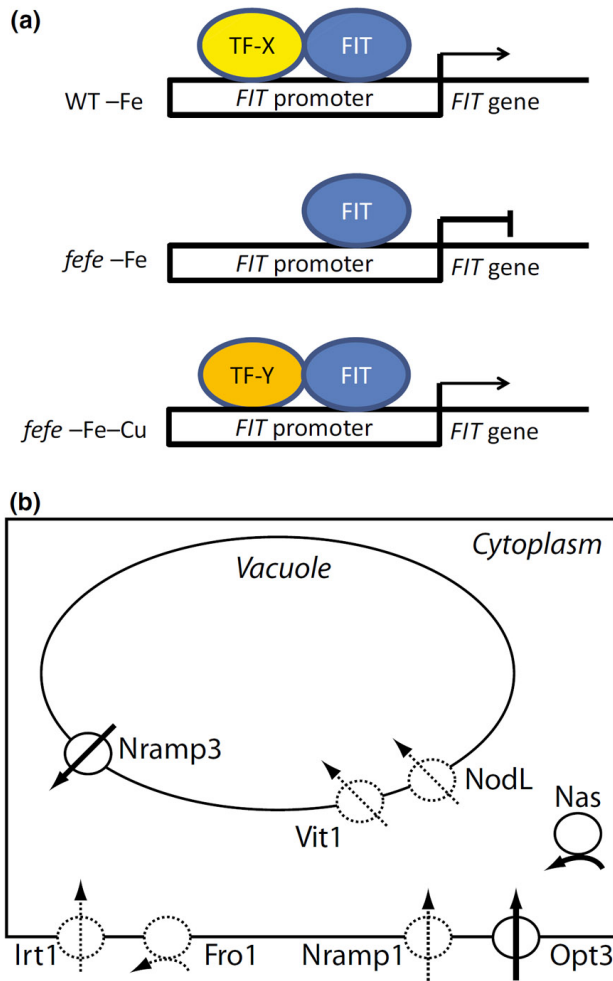 (a)
TF-X FIT
WT –Fe
FIT promoter FIT gene
FIT
fefe –Fe
FIT promoter FIT gene
TF-Y FIT
fefe –Fe–Cu
FIT promoter FIT gene
(b)
Cytoplasm
Vacuole
Nramp3
NodL
Vit1
Nas
Irt1 Fro1 Nramp1 Opt3